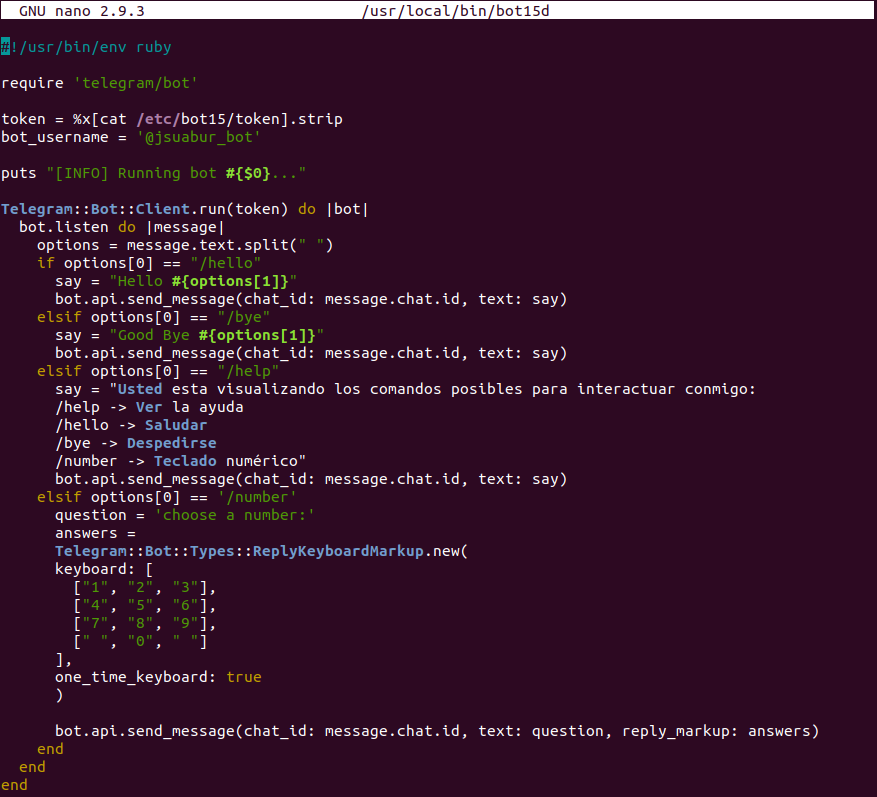 GNU nano 2.9.3 /usr/local/bin/bot15d
#!/usr/bin/env ruby
require 'telegram/bot'
token = %x[cat /etc/bot15/token].strip
bot_username = '@jsuabur_bot'
puts "[INFO] Running bot #{$0}..."
Telegram::Bot::Client.run(token) do |bot|
  bot.listen do |message|
    options = message.text.split(" ")
    if options[0] == "/hello"
      say = "Hello #{options[1]}"
      bot.api.send_message(chat_id: message.chat.id, text: say)
    elsif options[0] == "/bye"
      say = "Good Bye #{options[1]}"
      bot.api.send_message(chat_id: message.chat.id, text: say)
    elsif options[0] == "/help"
      say = "Usted esta visualizando los comandos posibles para interactuar conmigo:
      /help -> Ver la ayuda
      /hello -> Saludar
      /bye -> Despedirse
      /number -> Teclado numérico"
      bot.api.send_message(chat_id: message.chat.id, text: say)
    elsif options[0] == '/number'
      question = 'choose a number:'
      answers =
      Telegram::Bot::Types::ReplyKeyboardMarkup.new(
      keyboard: [
        ["1", "2", "3"],
        ["4", "5", "6"],
        ["7", "8", "9"],
        [" ", "0", " "]
      ],
      one_time_keyboard: true
      )
      bot.api.send_message(chat_id: message.chat.id, text: question, reply_markup: answers)
    end
  end
end